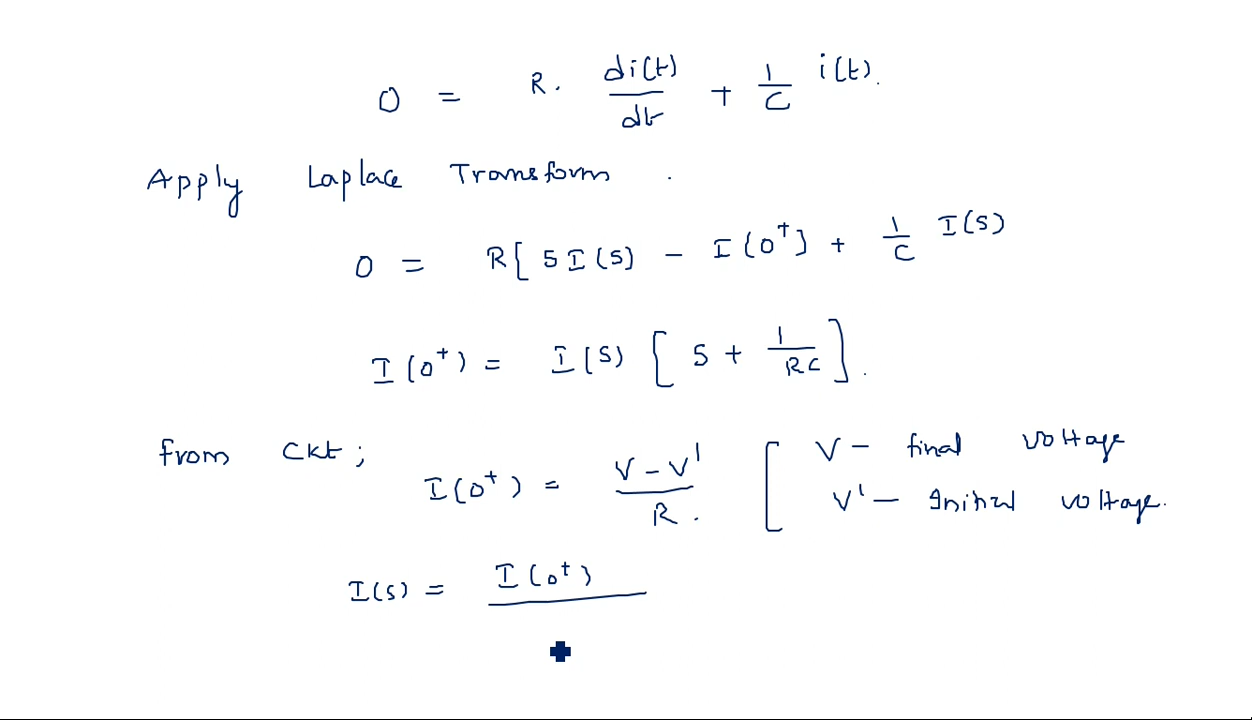 0 = R. di(t)/dt + 1/C i(t).
Apply Laplace Transform .
0 = R[ SI(S) - I(0⁺] + 1/C I(S)
I(0⁺) = I(S) [ S + 1/RC ].
from Ckt ;
I(0⁺) = V - V'/R . [ V - final voltage
V' - Initial voltage.
I(S) = I(0⁺)